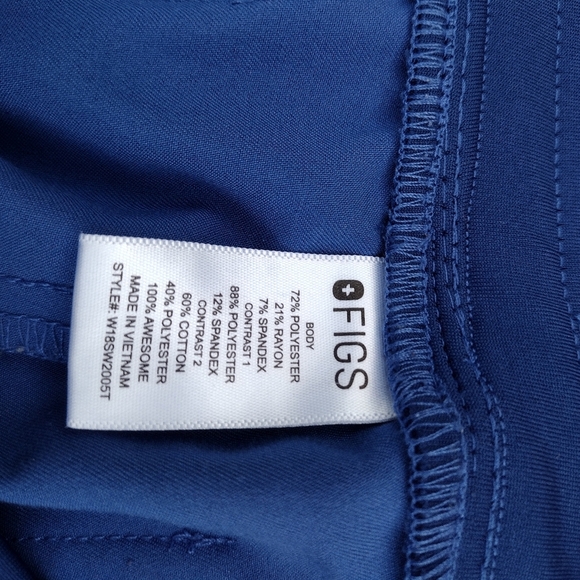 FIGS
BODY
72% POLYESTER
21% RAYON
7% SPANDEX
CONTRAST 1
88% POLYESTER
12% SPANDEX
CONTRAST 2
60% COTTON
40% POLYESTER
100% AWESOME
MADE IN VIETNAM
STYLE#: W18SW2005T